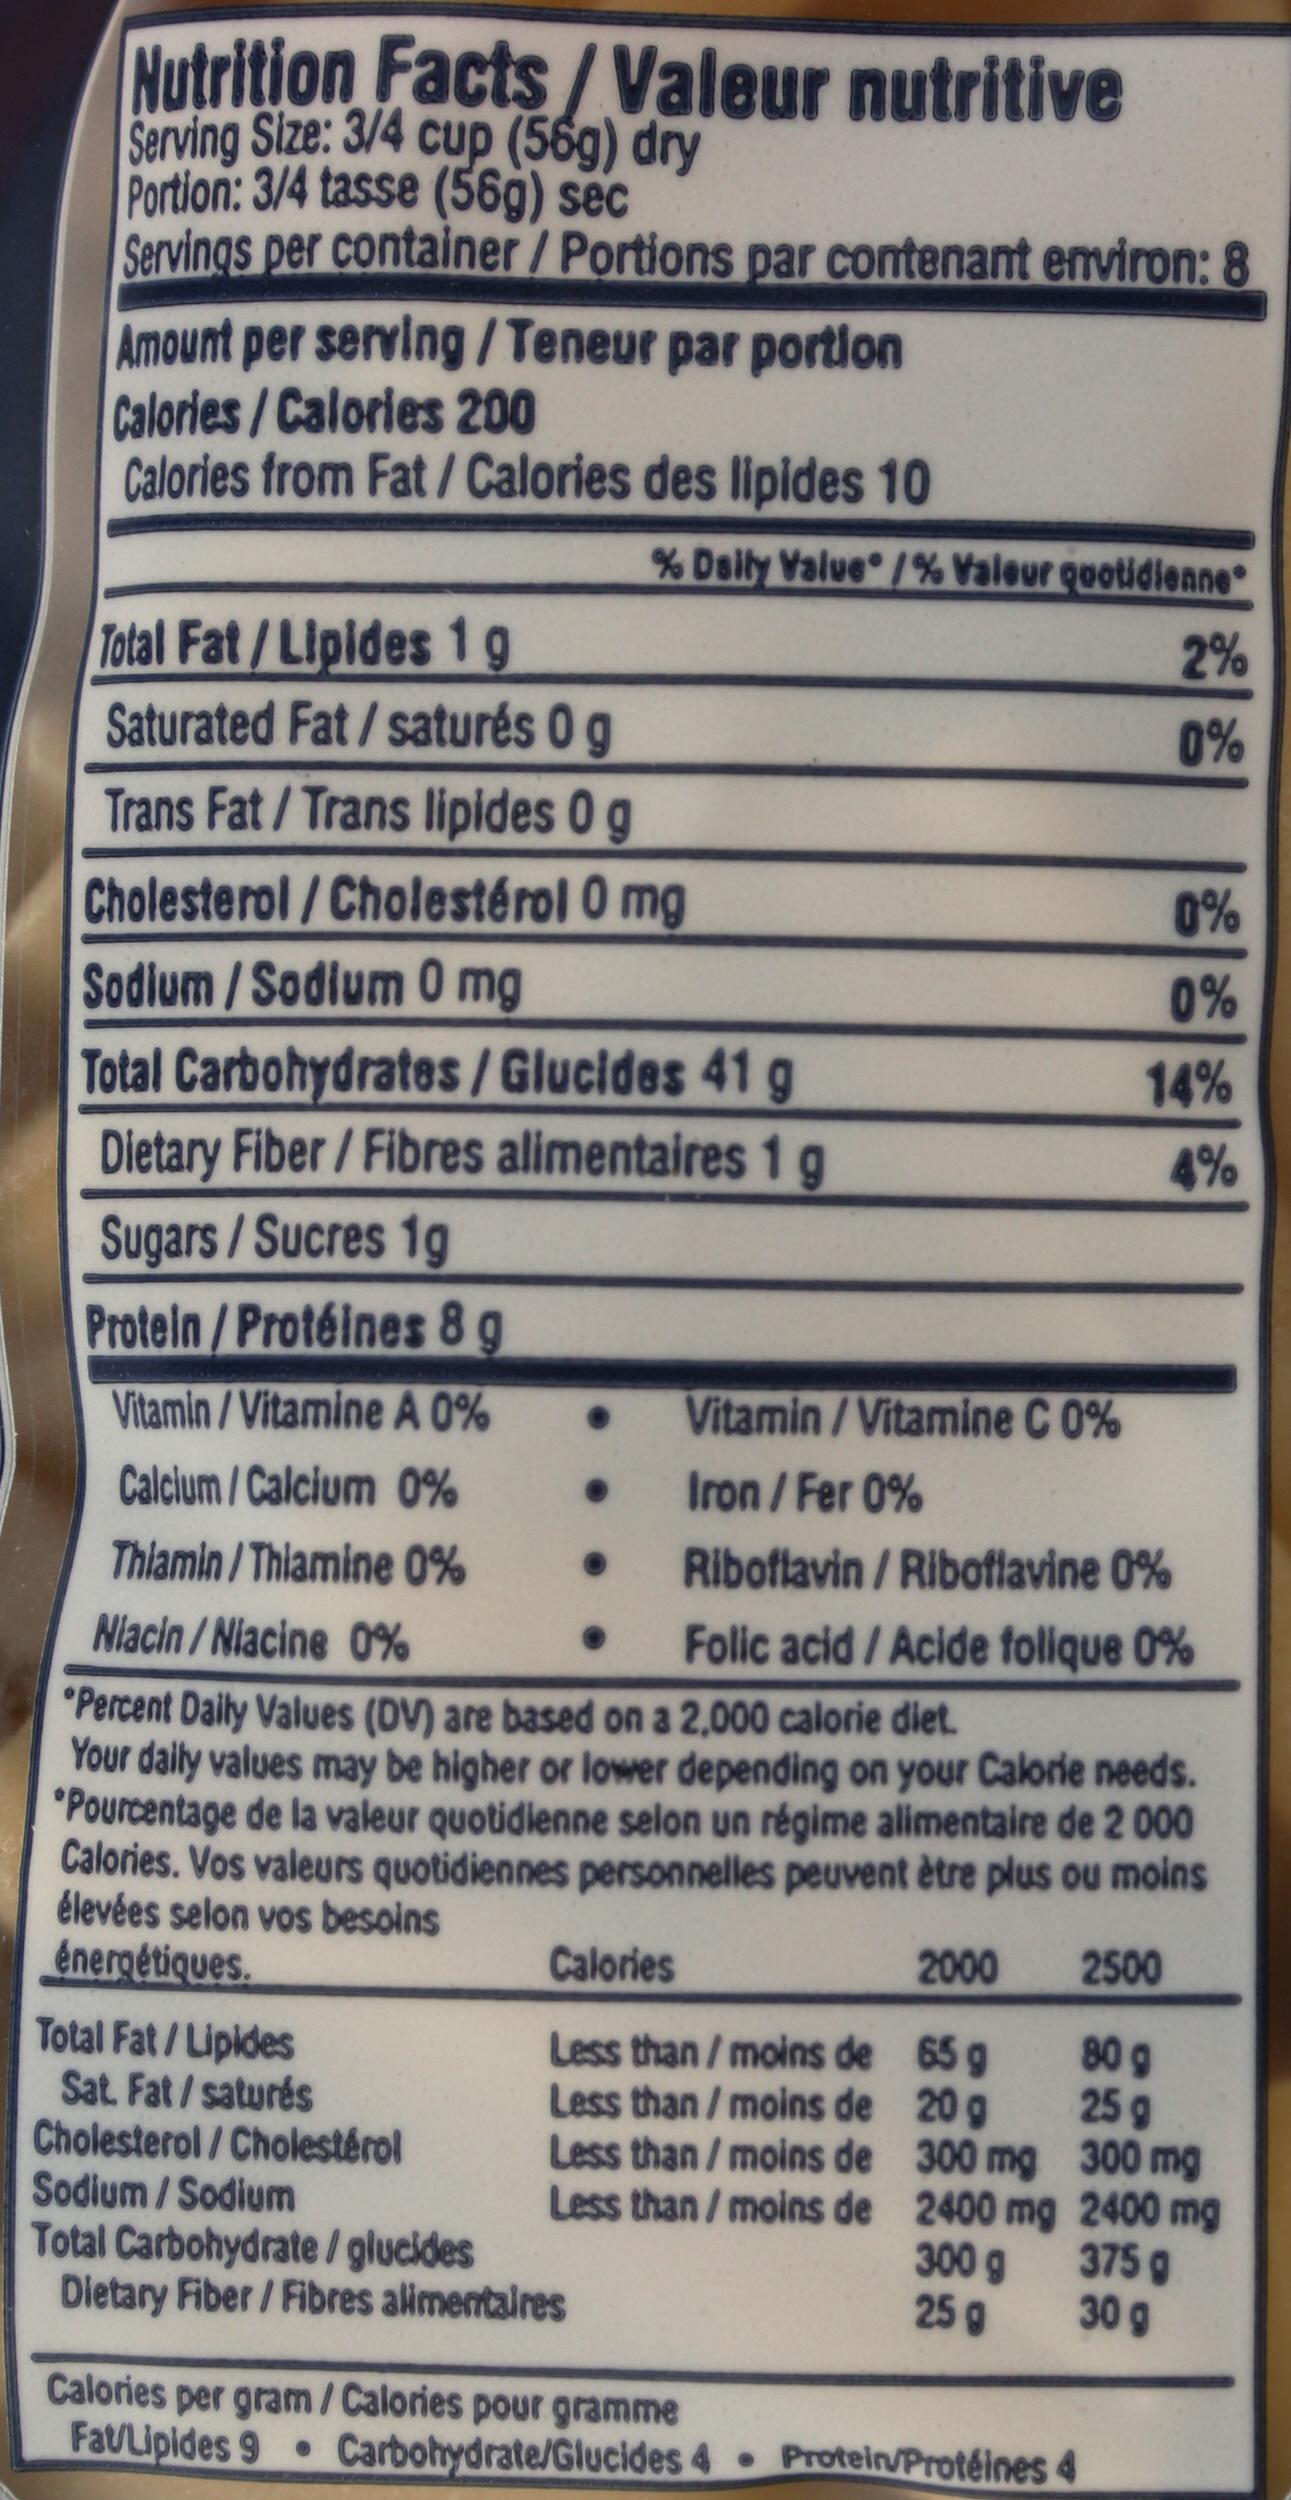 Nutrition Facts / Valeur nutritive
Serving Size: 3/4 cup (56g) dry
Portion: 3/4 tasse (56g) sec
Servings per container / Portions par contenant environ: 8
Amount per serving / Teneur par portion
Calories / Calories 200
Calories from Fat / Calories des lipides 10
% Daily Value* / % Valeur quotidienne*
Total Fat / Lipides 1 g 2%
Saturated Fat / saturés 0 g 0%
Trans Fat / Trans lipides 0 g
Cholesterol / Cholestérol 0 mg 0%
Sodium / Sodium 0 mg 0%
Total Carbohydrates / Glucides 41 g 14%
Dietary Fiber / Fibres alimentaires 1 g 4%
Sugars / Sucres 1g
Protein / Protéines 8 g
Vitamin / Vitamine A 0% • Vitamin / Vitamine C 0%
Calcium / Calcium 0% • Iron / Fer 0%
Thiamin / Thiamine 0% • Riboflavin / Riboflavine 0%
Niacin / Niacine 0% • Folic acid / Acide folique 0%
*Percent Daily Values (DV) are based on a 2,000 calorie diet.
Your daily values may be higher or lower depending on your Calorie needs.
*Pourcentage de la valeur quotidienne selon un régime alimentaire de 2 000
Calories. Vos valeurs quotidiennes personnelles peuvent être plus ou moins
élevées selon vos besoins
énergétiques. Calories 2000 2500
Total Fat / Lipides Less than / moins de 65 g 80 g
Sat. Fat / saturés Less than / moins de 20 g 25 g
Cholesterol / Cholestérol Less than / moins de 300 mg 300 mg
Sodium / Sodium Less than / moins de 2400 mg 2400 mg
Total Carbohydrate / glucides 300 g 375 g
Dietary Fiber / Fibres alimentaires 25 g 30 g
Calories per gram / Calories pour gramme
Fat/Lipides 9 • Carbohydrate/Glucides 4 • Protein/Protéines 4